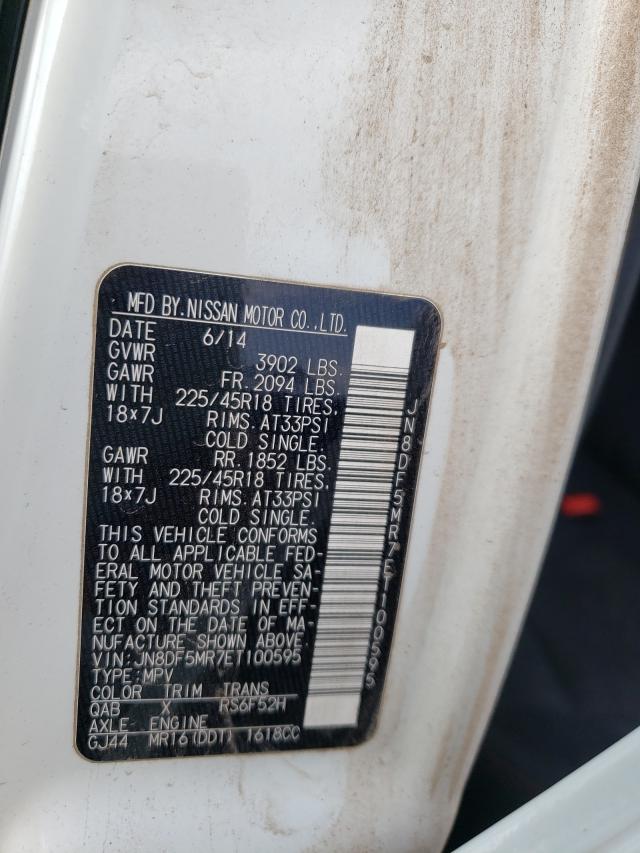 MFD BY.NISSAN MOTOR CO.,LTD.
DATE 6/14
GVWR 3902 LBS.
GAWR FR. 2094 LBS.
WITH 225/45R18 TIRES,
18x7J RIMS. AT33PSI
COLD SINGLE.
GAWR RR. 1852 LBS.
WITH 225/45R18 TIRES,
18x7J RIMS. AT33PSI
COLD SINGLE.
THIS VEHICLE CONFORMS
TO ALL APPLICABLE FED-
ERAL MOTOR VEHICLE SA-
FETY AND THEFT PREVEN-
TION STANDARDS IN EFF-
ECT ON THE DATE OF MA-
NUFACTURE SHOWN ABOVE.
VIN:JN8DF5MR7ET100595
TYPE:MPV
COLOR TRIM TRANS
QAB X RS6F52H
AXLE ENGINE
GJ44 MR16(DDT) 1618CC
JN8DF5MR7ET100595